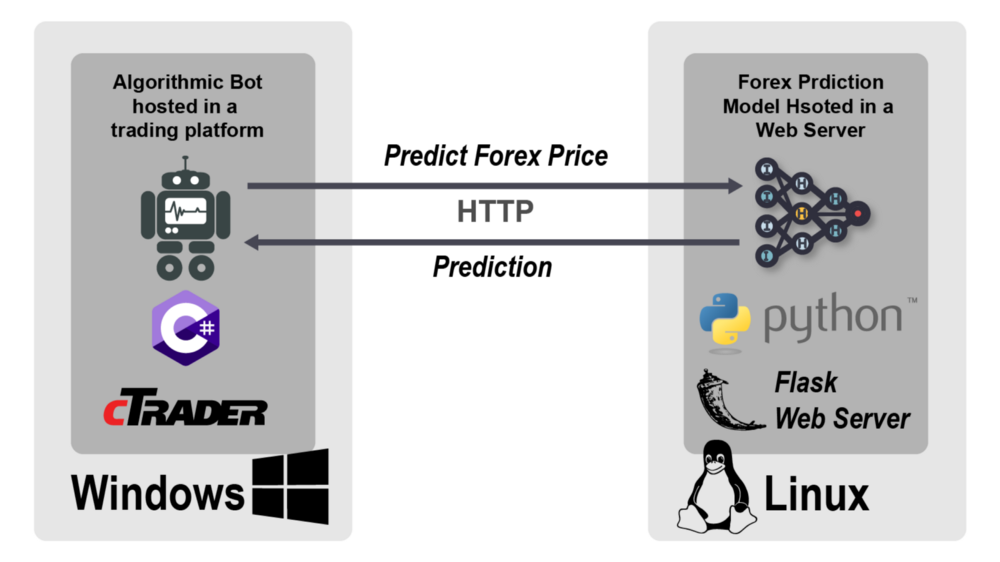 Algorithmic Bot
hosted in a
trading platform
C#
cTRADER
Windows
Predict Forex Price
HTTP
Prediction
Forex Prdiction
Model Hsoted in a
Web Server
I
H
I
H
H
I
H
H
I
python™
Flask
Web Server
Linux